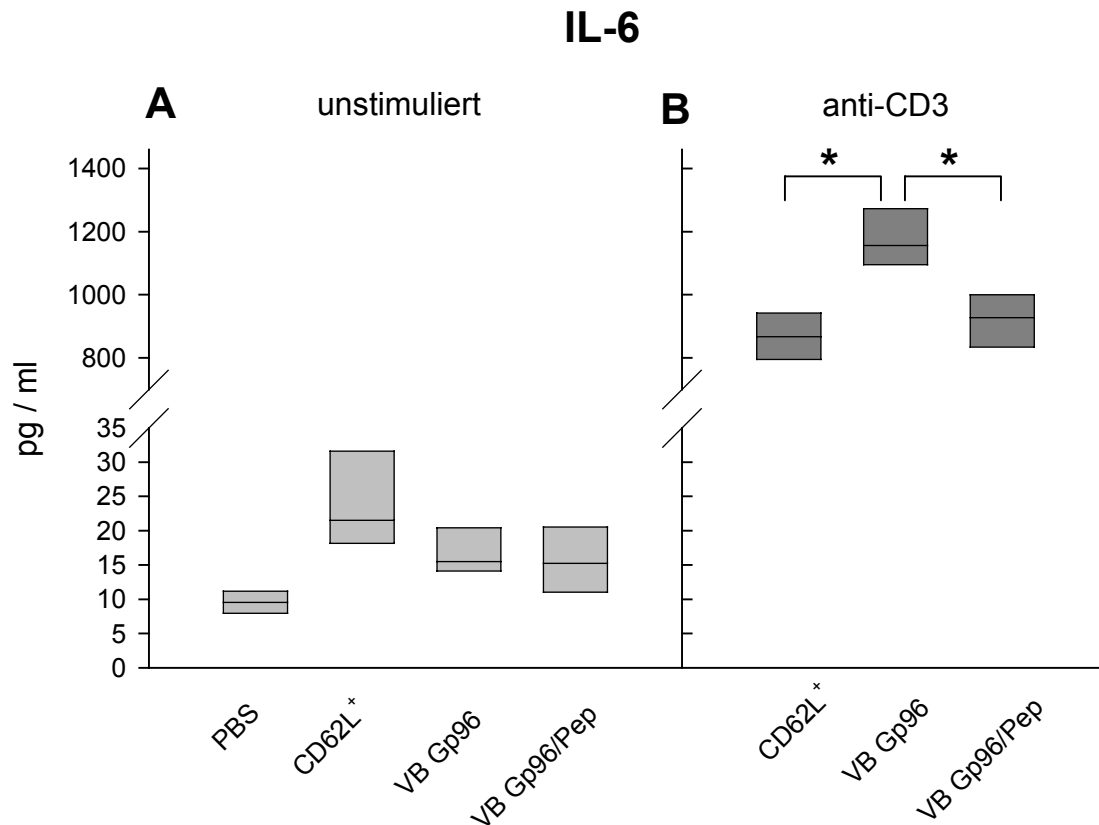 IL-6
A
unstimuliert
B
anti-CD3
* *
pg / ml
1400
1200
1000
800
35
30
25
20
15
10
5
0
PBS
CD62L⁺
VB Gp96
VB Gp96/Pep
CD62L⁺
VB Gp96
VB Gp96/Pep